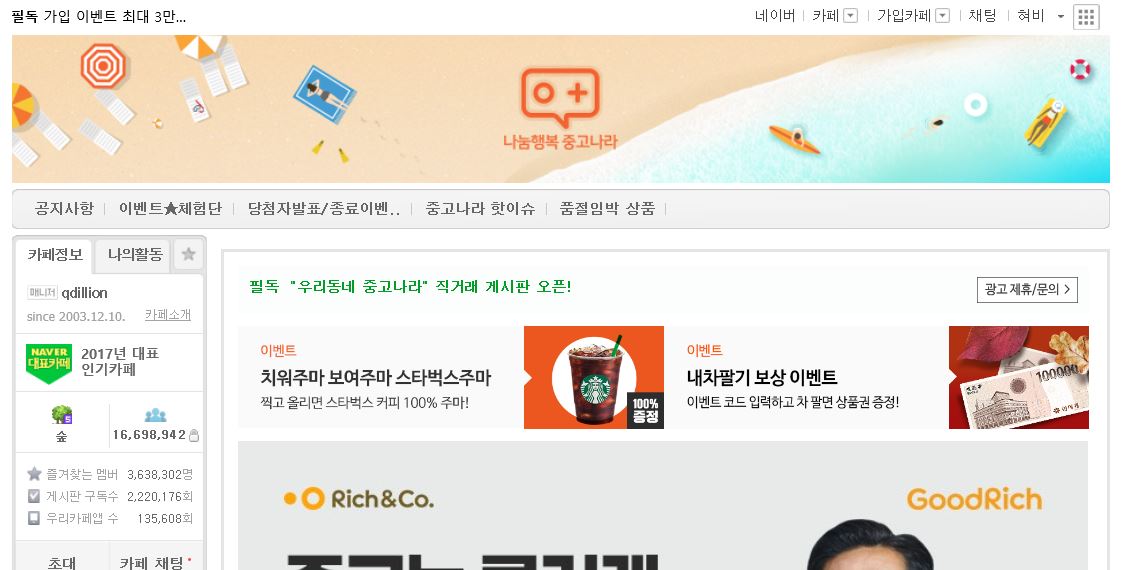 필독 가입 이벤트 최대 3만...
네이버 카페 가입카페 채팅 혀비
나눔행복 중고나라
공지사항 이벤트★체험단 당첨자발표/종료이벤.. 중고나라 핫이슈 품절임박 상품
카페정보 나의활동
매니저 qdillion
since 2003.12.10. 카페소개
NAVER
대표카페
2017년 대표
인기카페
숲 16,698,942
즐겨찾는 멤버 3,638,302명
게시판 구독수 2,220,176회
우리카페앱 수 135,608회
초대 카페 채팅
필독 "우리동네 중고나라" 직거래 게시판 오픈!
광고 제휴/문의 >
이벤트
치워주마 보여주마 스타벅스주마
찍고 올리면 스타벅스 커피 100% 주마!
100%
증정
이벤트
내차팔기 보상 이벤트
이벤트 코드 입력하고 차 팔면 상품권 증정!
100000
Rich&Co.
GoodRich